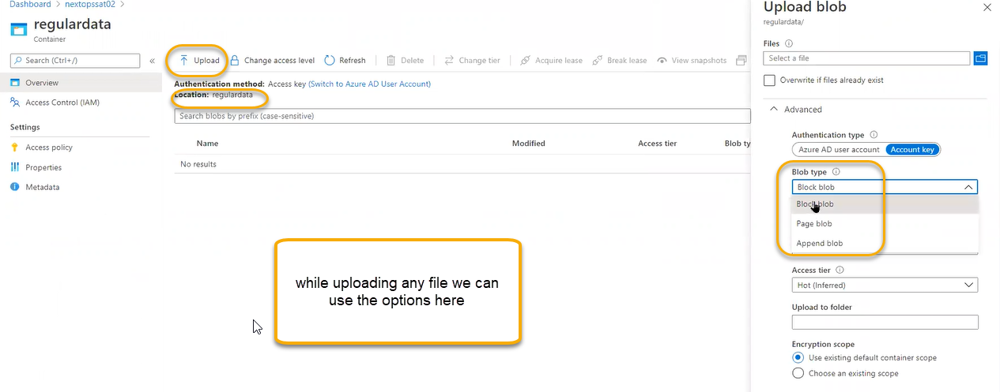 Dashboard > nextopssat02 >
regulardata
Container
Search (Ctrl+/)
«
Overview
Access Control (IAM)
Settings
Access policy
Properties
Metadata
Upload
Change access level
Refresh
Delete
Change tier
Acquire lease
Break lease
View snapshots
Authentication method: Access key (Switch to Azure AD User Account)
Location: regulardata
Search blobs by prefix (case-sensitive)
Name Modified Access tier Blob ty
No results
while uploading any file we can
use the options here
Upload blob
regulardata/
Files
Select a file
Overwrite if files already exist
Advanced
Authentication type
Azure AD user account Account key
Blob type
Block blob
Block blob
Page blob
Append blob
Access tier
Hot (Inferred)
Upload to folder
Encryption scope
Use existing default container scope
Choose an existing scope